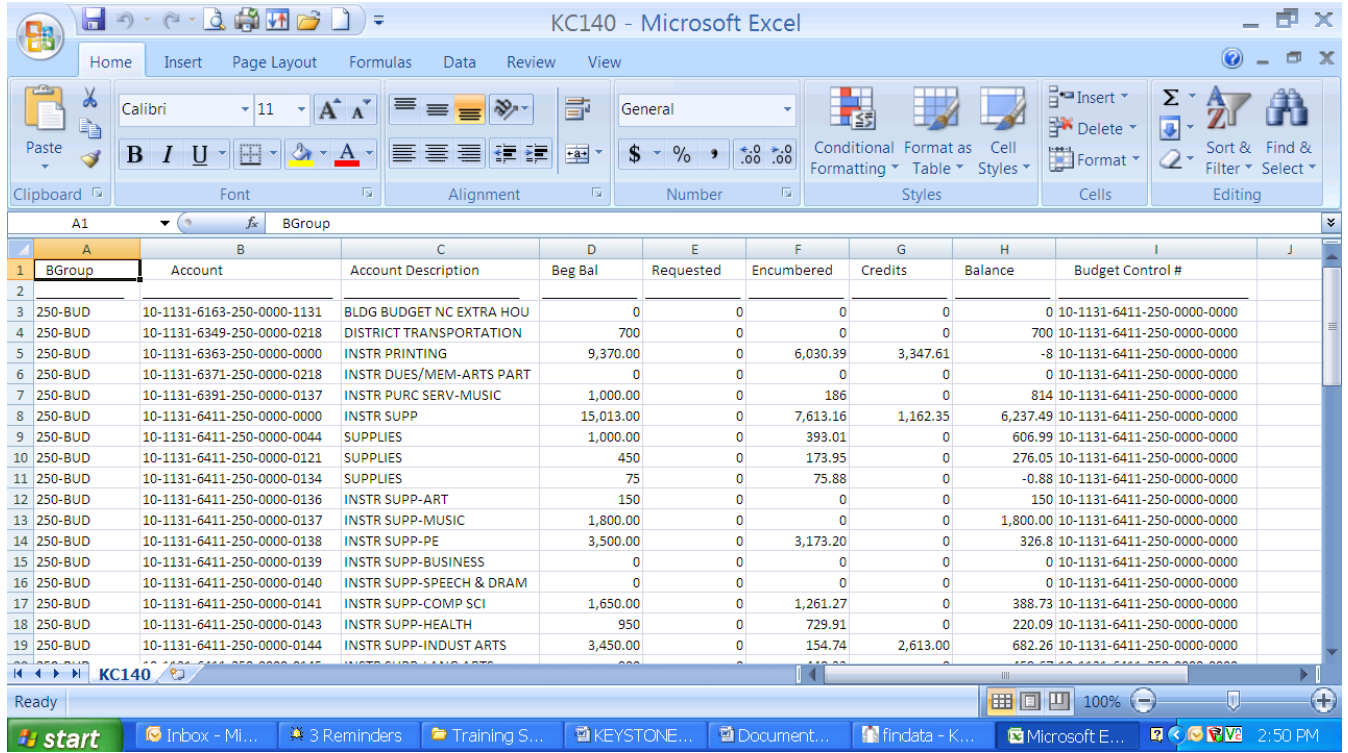 KC140 - Microsoft Excel
Home Insert Page Layout Formulas Data Review View
Calibri 11 A A General
Paste B I U A $ % , .0 .00 .00 .0 Conditional Formatting Format as Table Cell Styles Insert Delete Format Σ Sort & Filter Find & Select
Clipboard Font Alignment Number Styles Cells Editing
A1 fx BGroup
A B C D E F G H I J
1 BGroup Account Account Description Beg Bal Requested Encumbered Credits Balance Budget Control #
2
3 250-BUD 10-1131-6163-250-0000-1131 BLDG BUDGET NC EXTRA HOU 0 0 0 0 0 10-1131-6411-250-0000-0000
4 250-BUD 10-1131-6349-250-0000-0218 DISTRICT TRANSPORTATION 700 0 0 0 700 10-1131-6411-250-0000-0000
5 250-BUD 10-1131-6363-250-0000-0000 INSTR PRINTING 9,370.00 0 6,030.39 3,347.61 -8 10-1131-6411-250-0000-0000
6 250-BUD 10-1131-6371-250-0000-0218 INSTR DUES/MEM-ARTS PART 0 0 0 0 0 10-1131-6411-250-0000-0000
7 250-BUD 10-1131-6391-250-0000-0137 INSTR PURC SERV-MUSIC 1,000.00 0 186 0 814 10-1131-6411-250-0000-0000
8 250-BUD 10-1131-6411-250-0000-0000 INSTR SUPP 15,013.00 0 7,613.16 1,162.35 6,237.49 10-1131-6411-250-0000-0000
9 250-BUD 10-1131-6411-250-0000-0044 SUPPLIES 1,000.00 0 393.01 0 606.99 10-1131-6411-250-0000-0000
10 250-BUD 10-1131-6411-250-0000-0121 SUPPLIES 450 0 173.95 0 276.05 10-1131-6411-250-0000-0000
11 250-BUD 10-1131-6411-250-0000-0134 SUPPLIES 75 0 75.88 0 -0.88 10-1131-6411-250-0000-0000
12 250-BUD 10-1131-6411-250-0000-0136 INSTR SUPP-ART 150 0 0 0 150 10-1131-6411-250-0000-0000
13 250-BUD 10-1131-6411-250-0000-0137 INSTR SUPP-MUSIC 1,800.00 0 0 0 1,800.00 10-1131-6411-250-0000-0000
14 250-BUD 10-1131-6411-250-0000-0138 INSTR SUPP-PE 3,500.00 0 3,173.20 0 326.8 10-1131-6411-250-0000-0000
15 250-BUD 10-1131-6411-250-0000-0139 INSTR SUPP-BUSINESS 0 0 0 0 0 10-1131-6411-250-0000-0000
16 250-BUD 10-1131-6411-250-0000-0140 INSTR SUPP-SPEECH & DRAM 0 0 0 0 0 10-1131-6411-250-0000-0000
17 250-BUD 10-1131-6411-250-0000-0141 INSTR SUPP-COMP SCI 1,650.00 0 1,261.27 0 388.73 10-1131-6411-250-0000-0000
18 250-BUD 10-1131-6411-250-0000-0143 INSTR SUPP-HEALTH 950 0 729.91 0 220.09 10-1131-6411-250-0000-0000
19 250-BUD 10-1131-6411-250-0000-0144 INSTR SUPP-INDUST ARTS 3,450.00 0 154.74 2,613.00 682.26 10-1131-6411-250-0000-0000
KC140
Ready 100%
start Inbox - Mi... 3 Reminders Training S... KEYSTONE... Document... findata - K... Microsoft E... 2:50 PM